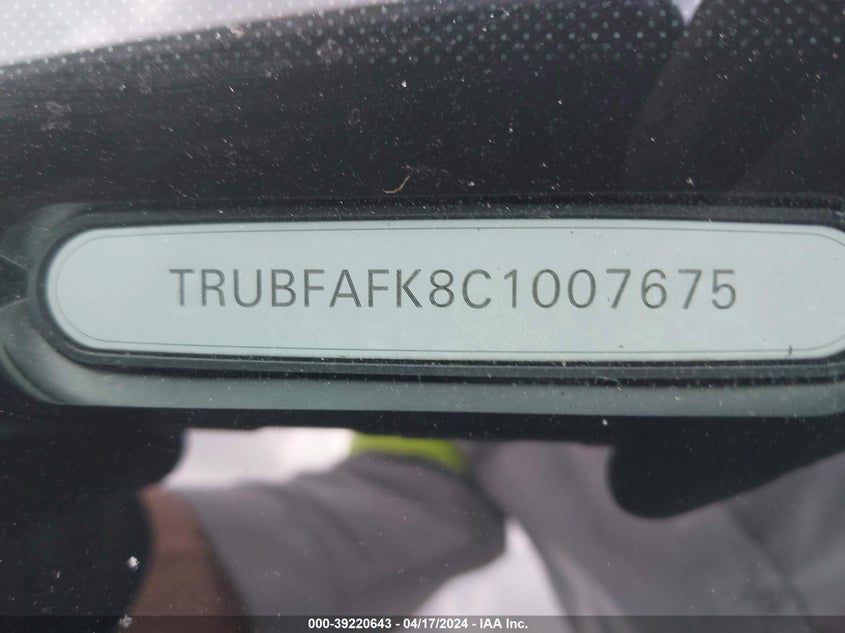 TRUBFAFK8C1007675
000-39220643 - 04/17/2024 - IAA Inc.